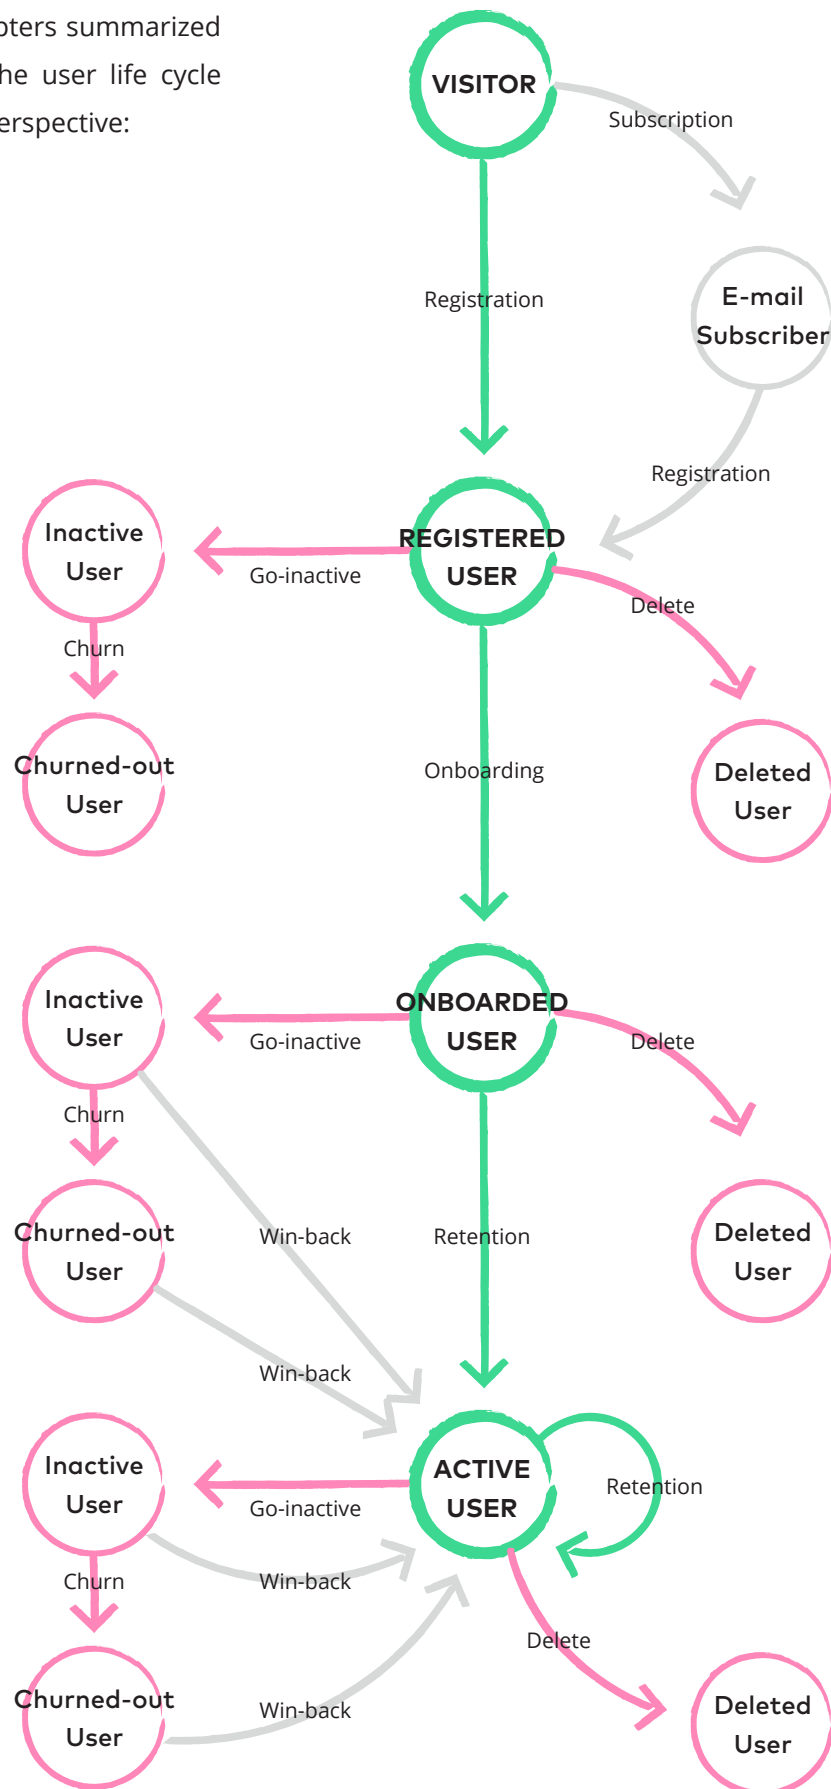 pters summarized
he user life cycle
erspective:
VISITOR
Subscription
E-mail
Subscriber
Registration
Registration
Inactive
User
REGISTERED
USER
Go-inactive
Delete
Churn
Churned-out
User
Onboarding
Deleted
User
Inactive
User
ONBOARDED
USER
Go-inactive
Delete
Churn
Churned-out
User
Win-back
Retention
Deleted
User
Win-back
Inactive
User
ACTIVE
USER
Retention
Go-inactive
Churn
Win-back
Delete
Churned-out
User
Win-back
Deleted
User